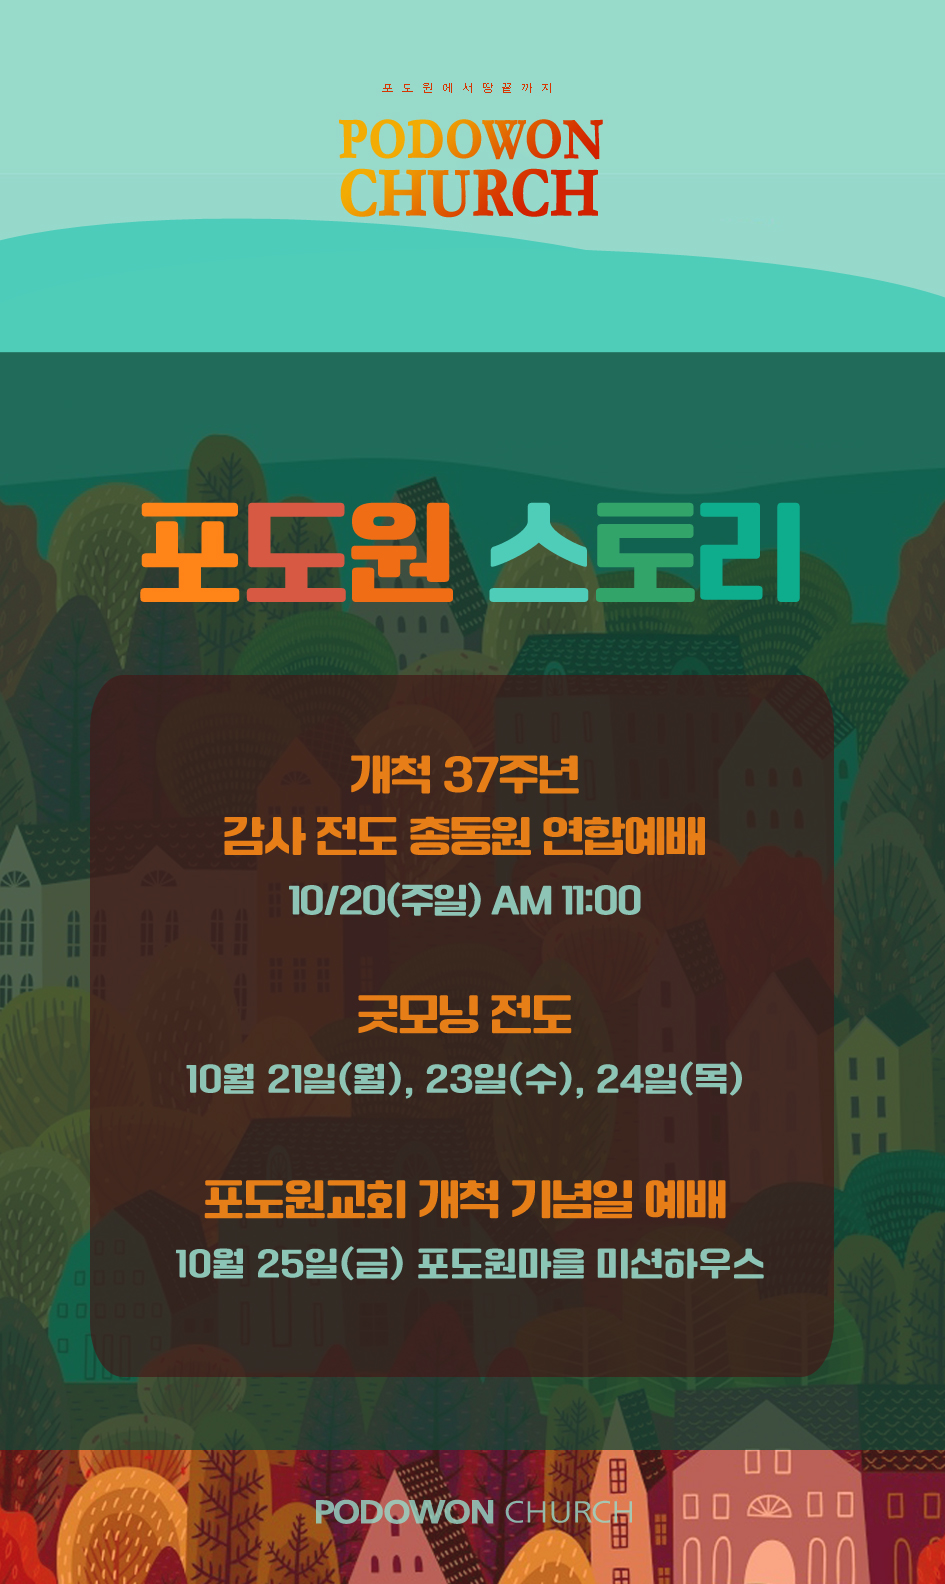 포도원에서땅끝까지
PODOWON
CHURCH
포도원 스토리
개척 37주년
감사 전도 총동원 연합예배
10/20(주일) AM 11:00
굿모닝 전도
10월 21일(월), 23일(수), 24일(목)
포도원교회 개척 기념일 예배
10월 25일(금) 포도원마을 미션하우스
PODOWON CHURCH